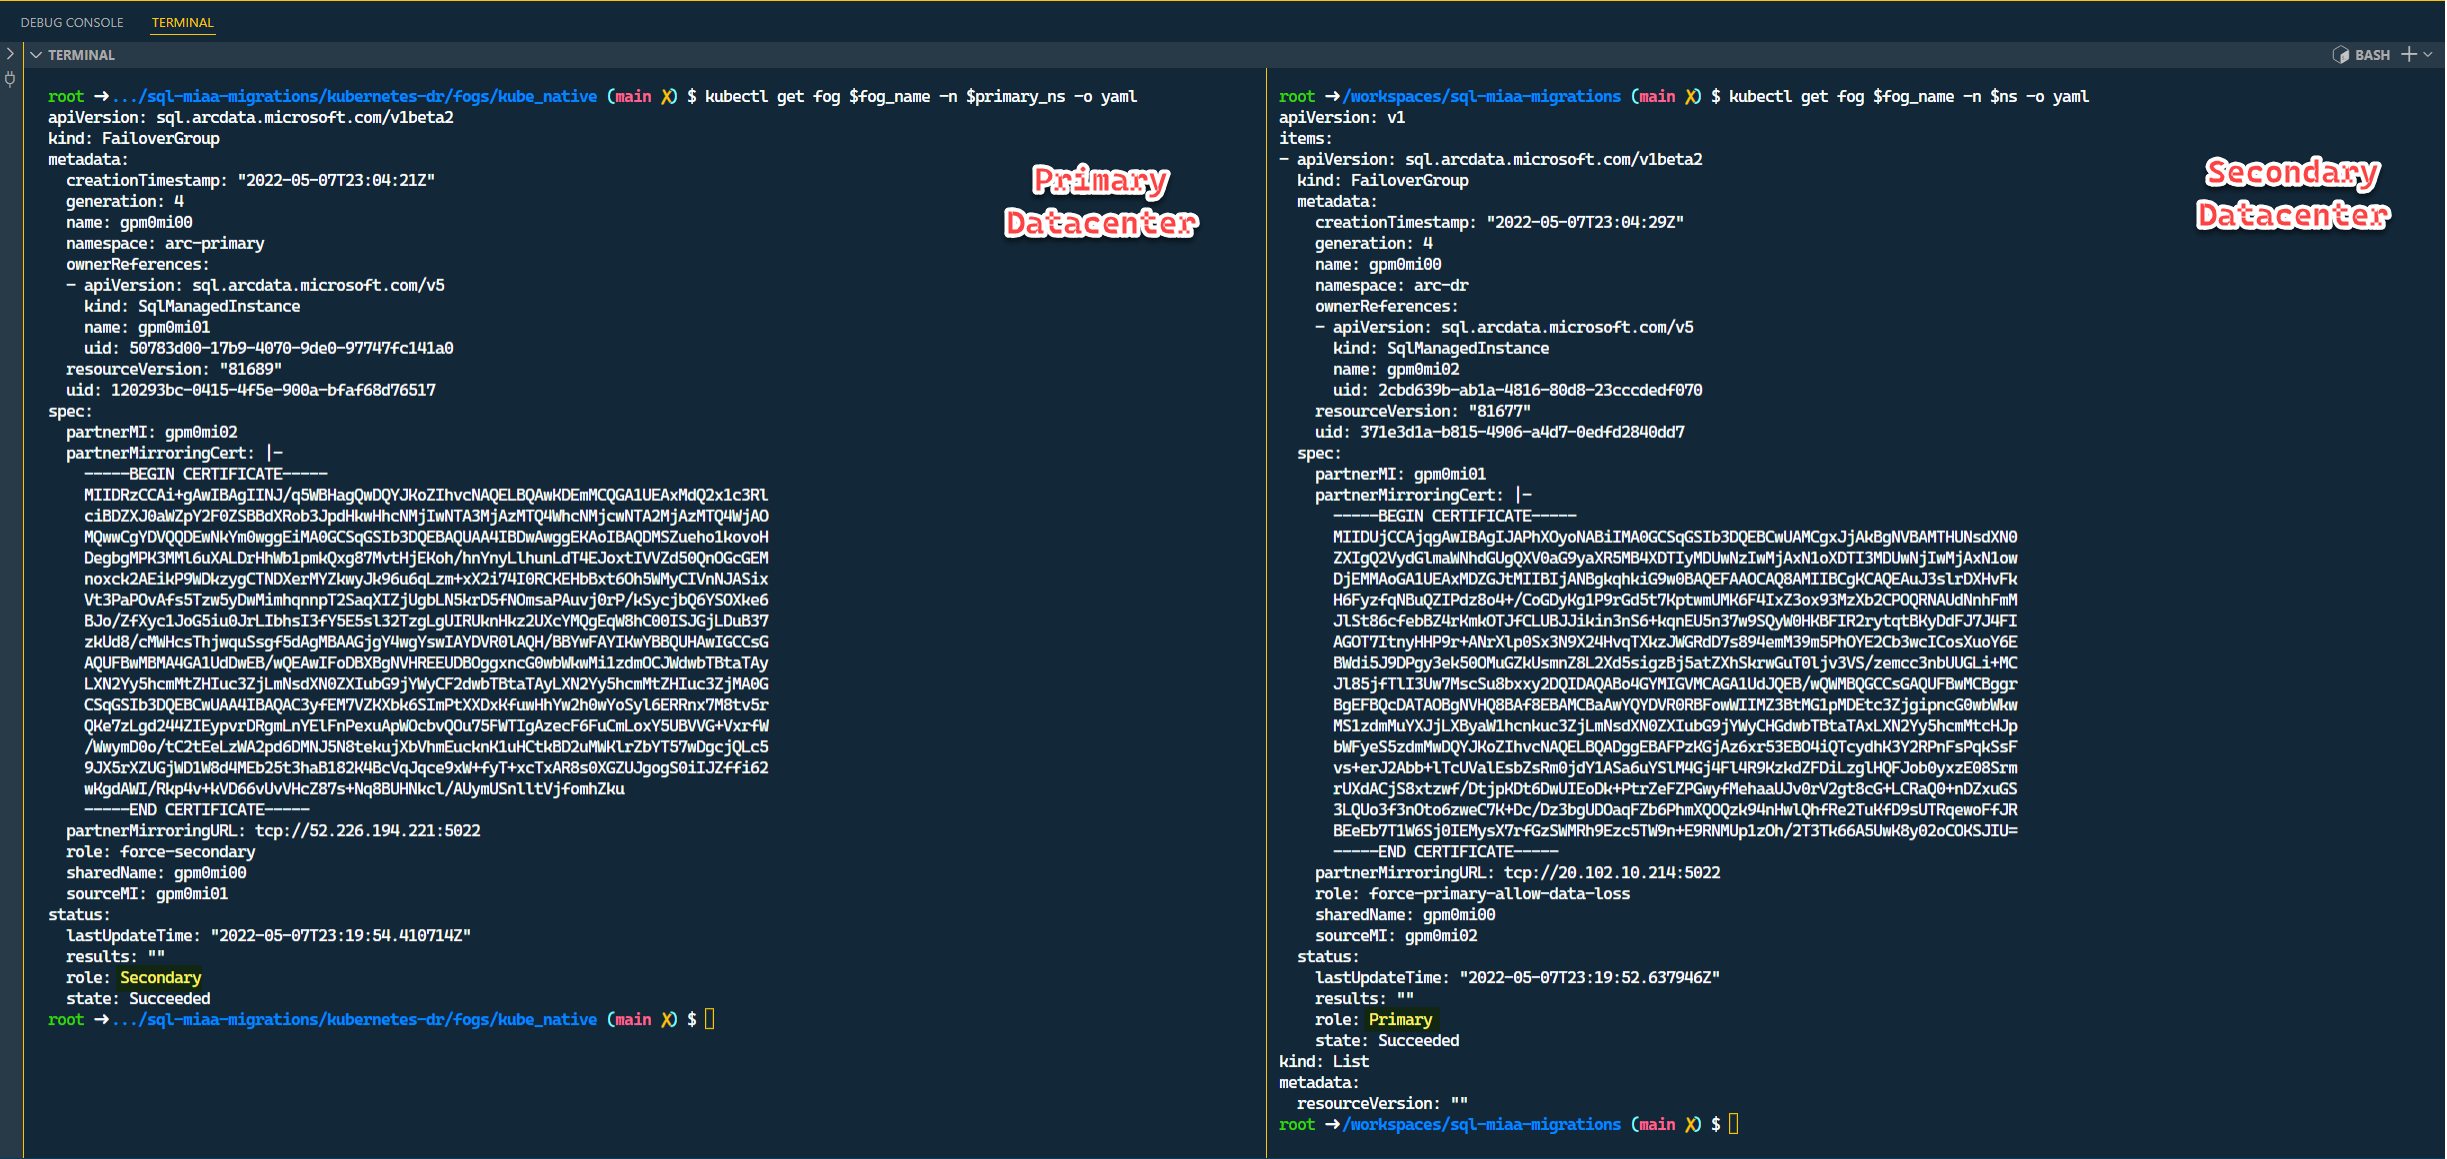 DEBUG CONSOLE TERMINAL
TERMINAL
BASH
root ➜.../sql-miaa-migrations/kubernetes-dr/fogs/kube_native (main ✗) $ kubectl get fog $fog_name -n $primary_ns -o yaml
apiVersion: sql.arcdata.microsoft.com/v1beta2
kind: FailoverGroup
metadata:
  creationTimestamp: "2022-05-07T23:04:21Z"
  generation: 4
  name: gpm0mi00
  namespace: arc-primary
  ownerReferences:
  - apiVersion: sql.arcdata.microsoft.com/v5
    kind: SqlManagedInstance
    name: gpm0mi01
    uid: 50783d00-17b9-4070-9de0-97747fc141a0
  resourceVersion: "81689"
  uid: 120293bc-0415-4f5e-900a-bfaf68d76517
spec:
  partnerMI: gpm0mi02
  partnerMirroringCert: |-
    -----BEGIN CERTIFICATE-----
    MIIDRzCCAi+gAwIBAgIINJ/q5WBHagQwDQYJKoZIhvcNAQELBQAwKDEmMCQGA1UEAxMdQ2x1c3Rl
    ciBDZXJ0aWZpY2F0ZSBBdXRob3JpdHkwHhcNMjIwNTA3MjAzMTQ4WhcNMjcwNTA2MjAzMTQ4WjAO
    MQwwCgYDVQQDEwNkYm0wggEiMA0GCSqGSIb3DQEBAQUAA4IBDwAwggEKAoIBAQDMSZueho1kovoH
    DegbgMPK3MMl6uXALDrHhWb1pmkQxg87MvtHjEKoh/hnYnyLlhunLdT4EJoxtIVVZd50QnOGcGEM
    noxck2AEikP9WDkzygCTNDXerMYZkwyJk96u6qLzm+xX2i74I0RCKEHbBxt6Oh5WMyCIVnNJASix
    Vt3PaPOvAfs5Tzw5yDwMimhqnnpT2SaqXIZjUgbLN5krD5fNOmsaPAuvj0rP/kSycjbQ6YSOXke6
    BJo/ZfXyc1JoG5iu0JrLIbhsI3fY5E5sl32TzgLgUIRUknHkz2UXcYMQgEqW8hC00ISJGjLDuB37
    zkUd8/cMWHcsThjwquSsgf5dAgMBAAGjgY4wgYswIAYDVR0lAQH/BBYwFAYIKwYBBQUHAwIGCCsG
    AQUFBwMBMA4GA1UdDwEB/wQEAwIFoDBXBgNVHREEUDBOggxncG0wbWkwMi1zdmOCJWdwbTBtaTAy
    LXN2Yy5hcmMtZHIuc3ZjLmNsdXN0ZXIubG9jYWyCF2dwbTBtaTAyLXN2Yy5hcmMtZHIuc3ZjMA0G
    CSqGSIb3DQEBCwUAA4IBAQAC3yfEM7VZKXbk6SImPtXXDxKfuwHhYw2h0wYoSyl6ERRnx7M8tv5r
    QKe7zLgd244ZIEypvrDRgmLnYElFnPexuApWOcbvQOu75FWTIgAzecF6FuCmLoxY5UBVVG+VxrfW
    /WwymD0o/tC2tEeLzWA2pd6DMNJ5N8tekujXbVhmEucknK1uHCtkBD2uMWKlrZbYT57wDgcjQLc5
    9JX5rXZUGjWD1W8d4MEb25t3haB182K4BcVqJqce9xW+fyT+xcTxAR8s0XGZUJgogS0iIJZffi62
    wKgdAWI/Rkp4v+kVD66vUvVHcZ87s+Nq8BUHNkcl/AUymUSnlltVjfomhZku
    -----END CERTIFICATE-----
  partnerMirroringURL: tcp://52.226.194.221:5022
  role: force-secondary
  sharedName: gpm0mi00
  sourceMI: gpm0mi01
status:
  lastUpdateTime: "2022-05-07T23:19:54.410714Z"
  results: ""
  role: Secondary
  state: Succeeded
root ➜.../sql-miaa-migrations/kubernetes-dr/fogs/kube_native (main ✗) $
Primary
Datacenter
root ➜/workspaces/sql-miaa-migrations (main ✗) $ kubectl get fog $fog_name -n $ns -o yaml
apiVersion: v1
items:
- apiVersion: sql.arcdata.microsoft.com/v1beta2
  kind: FailoverGroup
  metadata:
    creationTimestamp: "2022-05-07T23:04:29Z"
    generation: 4
    name: gpm0mi00
    namespace: arc-dr
    ownerReferences:
    - apiVersion: sql.arcdata.microsoft.com/v5
      kind: SqlManagedInstance
      name: gpm0mi02
      uid: 2cbd639b-ab1a-4816-80d8-23cccdedf070
    resourceVersion: "81677"
    uid: 371e3d1a-b815-4906-a4d7-0edfd2840dd7
  spec:
    partnerMI: gpm0mi01
    partnerMirroringCert: |-
      -----BEGIN CERTIFICATE-----
      MIIDUjCCAjqgAwIBAgIJAPhXOyoNABiIMA0GCSqGSIb3DQEBCwUAMCgxJjAkBgNVBAMTHUNsdXN0
      ZXIgQ2VydGlmaWNhdGUgQXV0aG9yaXR5MB4XDTIyMDUwNzIwMjAxN1oXDTI3MDUwNjIwMjAxN1ow
      DjEMMAoGA1UEAxMDZGJtMIIBIjANBgkqhkiG9w0BAQEFAAOCAQ8AMIIBCgKCAQEAuJ3slrDXHvFk
      H6FyzfqNBuQZIPdz8o4+/CoGDyKg1P9rGd5t7KptwmUMK6F4IxZ3ox93MzXb2CPOQRNAUdNnhFmM
      JlSt86cfebBZ4rKmkOTJfCLUBJJikin3nS6+kqnEU5n37w9SQyW0HKBFIR2rytqtBKyDdFJ7J4FI
      AGOT7ItnyHHP9r+ANrXlp0Sx3N9X24HvqTXkzJWGRdD7s894emM39m5PhOYE2Cb3wcICosXuoY6E
      BWdi5J9DPgy3ek50OMuGZkUsmnZ8L2Xd5sigzBj5atZXhSkrwGuT0ljv3VS/zemcc3nbUUGLi+MC
      Jl85jfTlI3Uw7MscSu8bxxy2DQIDAQABo4GYMIGVMCAGA1UdJQEB/wQWMBQGCCsGAQUFBwMCBggr
      BgEFBQcDATAOBgNVHQ8BAf8EBAMCBaAwYQYDVR0RBFowWIIMZ3BtMG1pMDEtc3ZjgipncG0wbWkw
      MS1zdmMuYXJjLXByaW1hcnkuc3ZjLmNsdXN0ZXIubG9jYWyCHGdwbTBtaTAxLXN2Yy5hcmMtcHJp
      bWFyeS5zdmMwDQYJKoZIhvcNAQELBQADggEBAFPzKGjAz6xr53EBO4iQTcydhK3Y2RPnFsPqkSsF
      vs+erJ2Abb+lTcUValEsbZsRm0jdY1ASa6uYSlM4Gj4Fl4R9KzkdZFDiLzglHQFJob0yxzE08Srm
      rUXdACjS8xtzwf/DtjpKDt6DwUIEoDk+PtrZeFZPGwyfMehaaUJv0rV2gt8cG+LCRaQ0+nDZxuGS
      3LQUo3f3nOto6zweC7K+Dc/Dz3bgUDOaqFZb6PhmXQOQzk94nHwlQhfRe2TuKfD9sUTRqewoFfJR
      BEeEb7T1W6Sj0IEMysX7rfGzSWMRh9Ezc5TW9n+E9RNMUp1zOh/2T3Tk66A5UwK8y02oCOKSJIU=
      -----END CERTIFICATE-----
    partnerMirroringURL: tcp://20.102.10.214:5022
    role: force-primary-allow-data-loss
    sharedName: gpm0mi00
    sourceMI: gpm0mi02
  status:
    lastUpdateTime: "2022-05-07T23:19:52.637946Z"
    results: ""
    role: Primary
    state: Succeeded
kind: List
metadata:
  resourceVersion: ""
root ➜/workspaces/sql-miaa-migrations (main ✗) $
Secondary
Datacenter